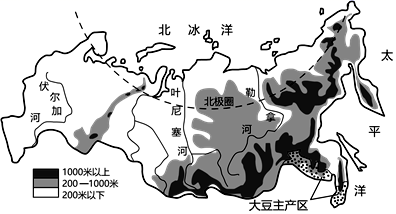 北冰洋
太平洋
伏尔加河
叶尼塞河
勒拿河
北极圈
1000米以上
200—1000米
200米以下
大豆主产区